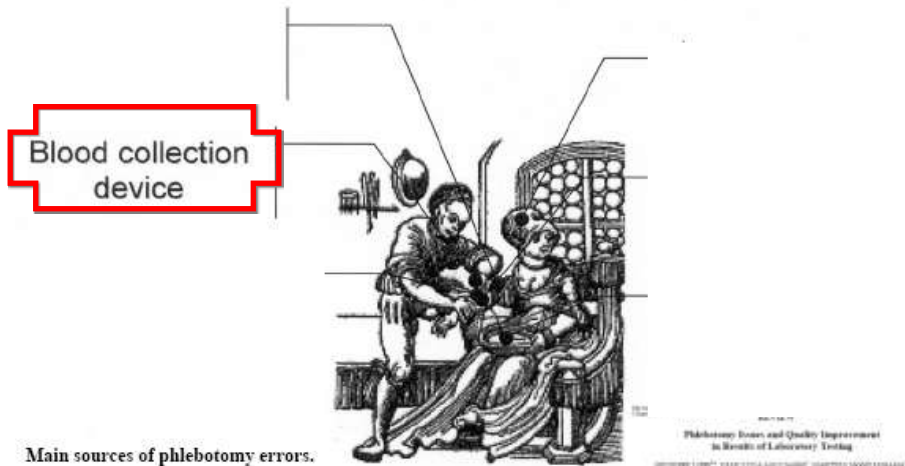 Blood collection
device
Main sources of phlebotomy errors.
Phlebotomy Issues and Quality Improvement
in Results of Laboratory Testing